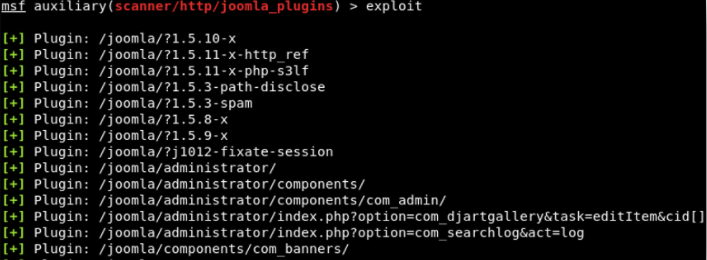 msf auxiliary(scanner/http/joomla_plugins) > exploit
[+] Plugin: /joomla/?1.5.10-x
[+] Plugin: /joomla/?1.5.11-x-http_ref
[+] Plugin: /joomla/?1.5.11-x-php-s3lf
[+] Plugin: /joomla/?1.5.3-path-disclose
[+] Plugin: /joomla/?1.5.3-spam
[+] Plugin: /joomla/?1.5.8-x
[+] Plugin: /joomla/?1.5.9-x
[+] Plugin: /joomla/?j1012-fixate-session
[+] Plugin: /joomla/administrator/
[+] Plugin: /joomla/administrator/components/
[+] Plugin: /joomla/administrator/components/com_admin/
[+] Plugin: /joomla/administrator/index.php?option=com_djartgallery&task=editItem&cid[]
[+] Plugin: /joomla/administrator/index.php?option=com_searchlog&act=log
[+] Plugin: /joomla/components/com_banners/